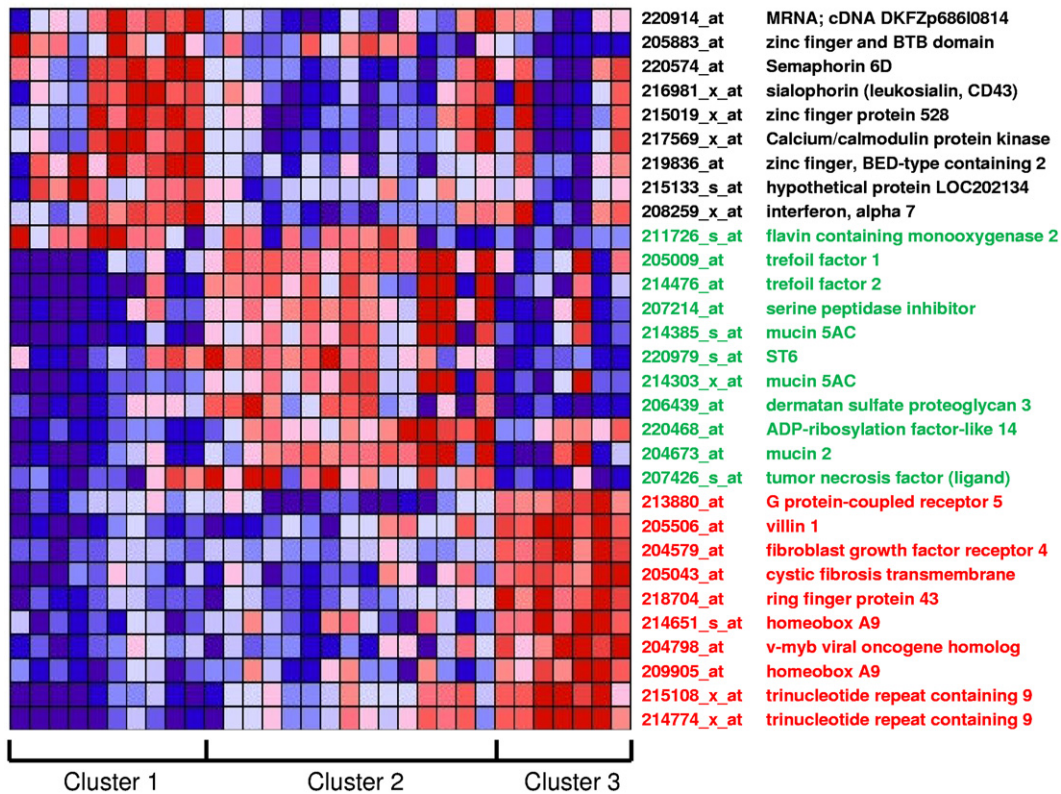 220914_at MRNA; cDNA DKFZp686I0814
205883_at zinc finger and BTB domain
220574_at Semaphorin 6D
216981_x_at sialophorin (leukosialin, CD43)
215019_x_at zinc finger protein 528
217569_x_at Calcium/calmodulin protein kinase
219836_at zinc finger, BED-type containing 2
215133_s_at hypothetical protein LOC202134
208259_x_at interferon, alpha 7
211726_s_at flavin containing monooxygenase 2
205009_at trefoil factor 1
214476_at trefoil factor 2
207214_at serine peptidase inhibitor
214385_s_at mucin 5AC
220979_s_at ST6
214303_x_at mucin 5AC
206439_at dermatan sulfate proteoglycan 3
220468_at ADP-ribosylation factor-like 14
204673_at mucin 2
207426_s_at tumor necrosis factor (ligand)
213880_at G protein-coupled receptor 5
205506_at villin 1
204579_at fibroblast growth factor receptor 4
205043_at cystic fibrosis transmembrane
218704_at ring finger protein 43
214651_s_at homeobox A9
204798_at v-myb viral oncogene homolog
209905_at homeobox A9
215108_x_at trinucleotide repeat containing 9
214774_x_at trinucleotide repeat containing 9
Cluster 1 Cluster 2 Cluster 3